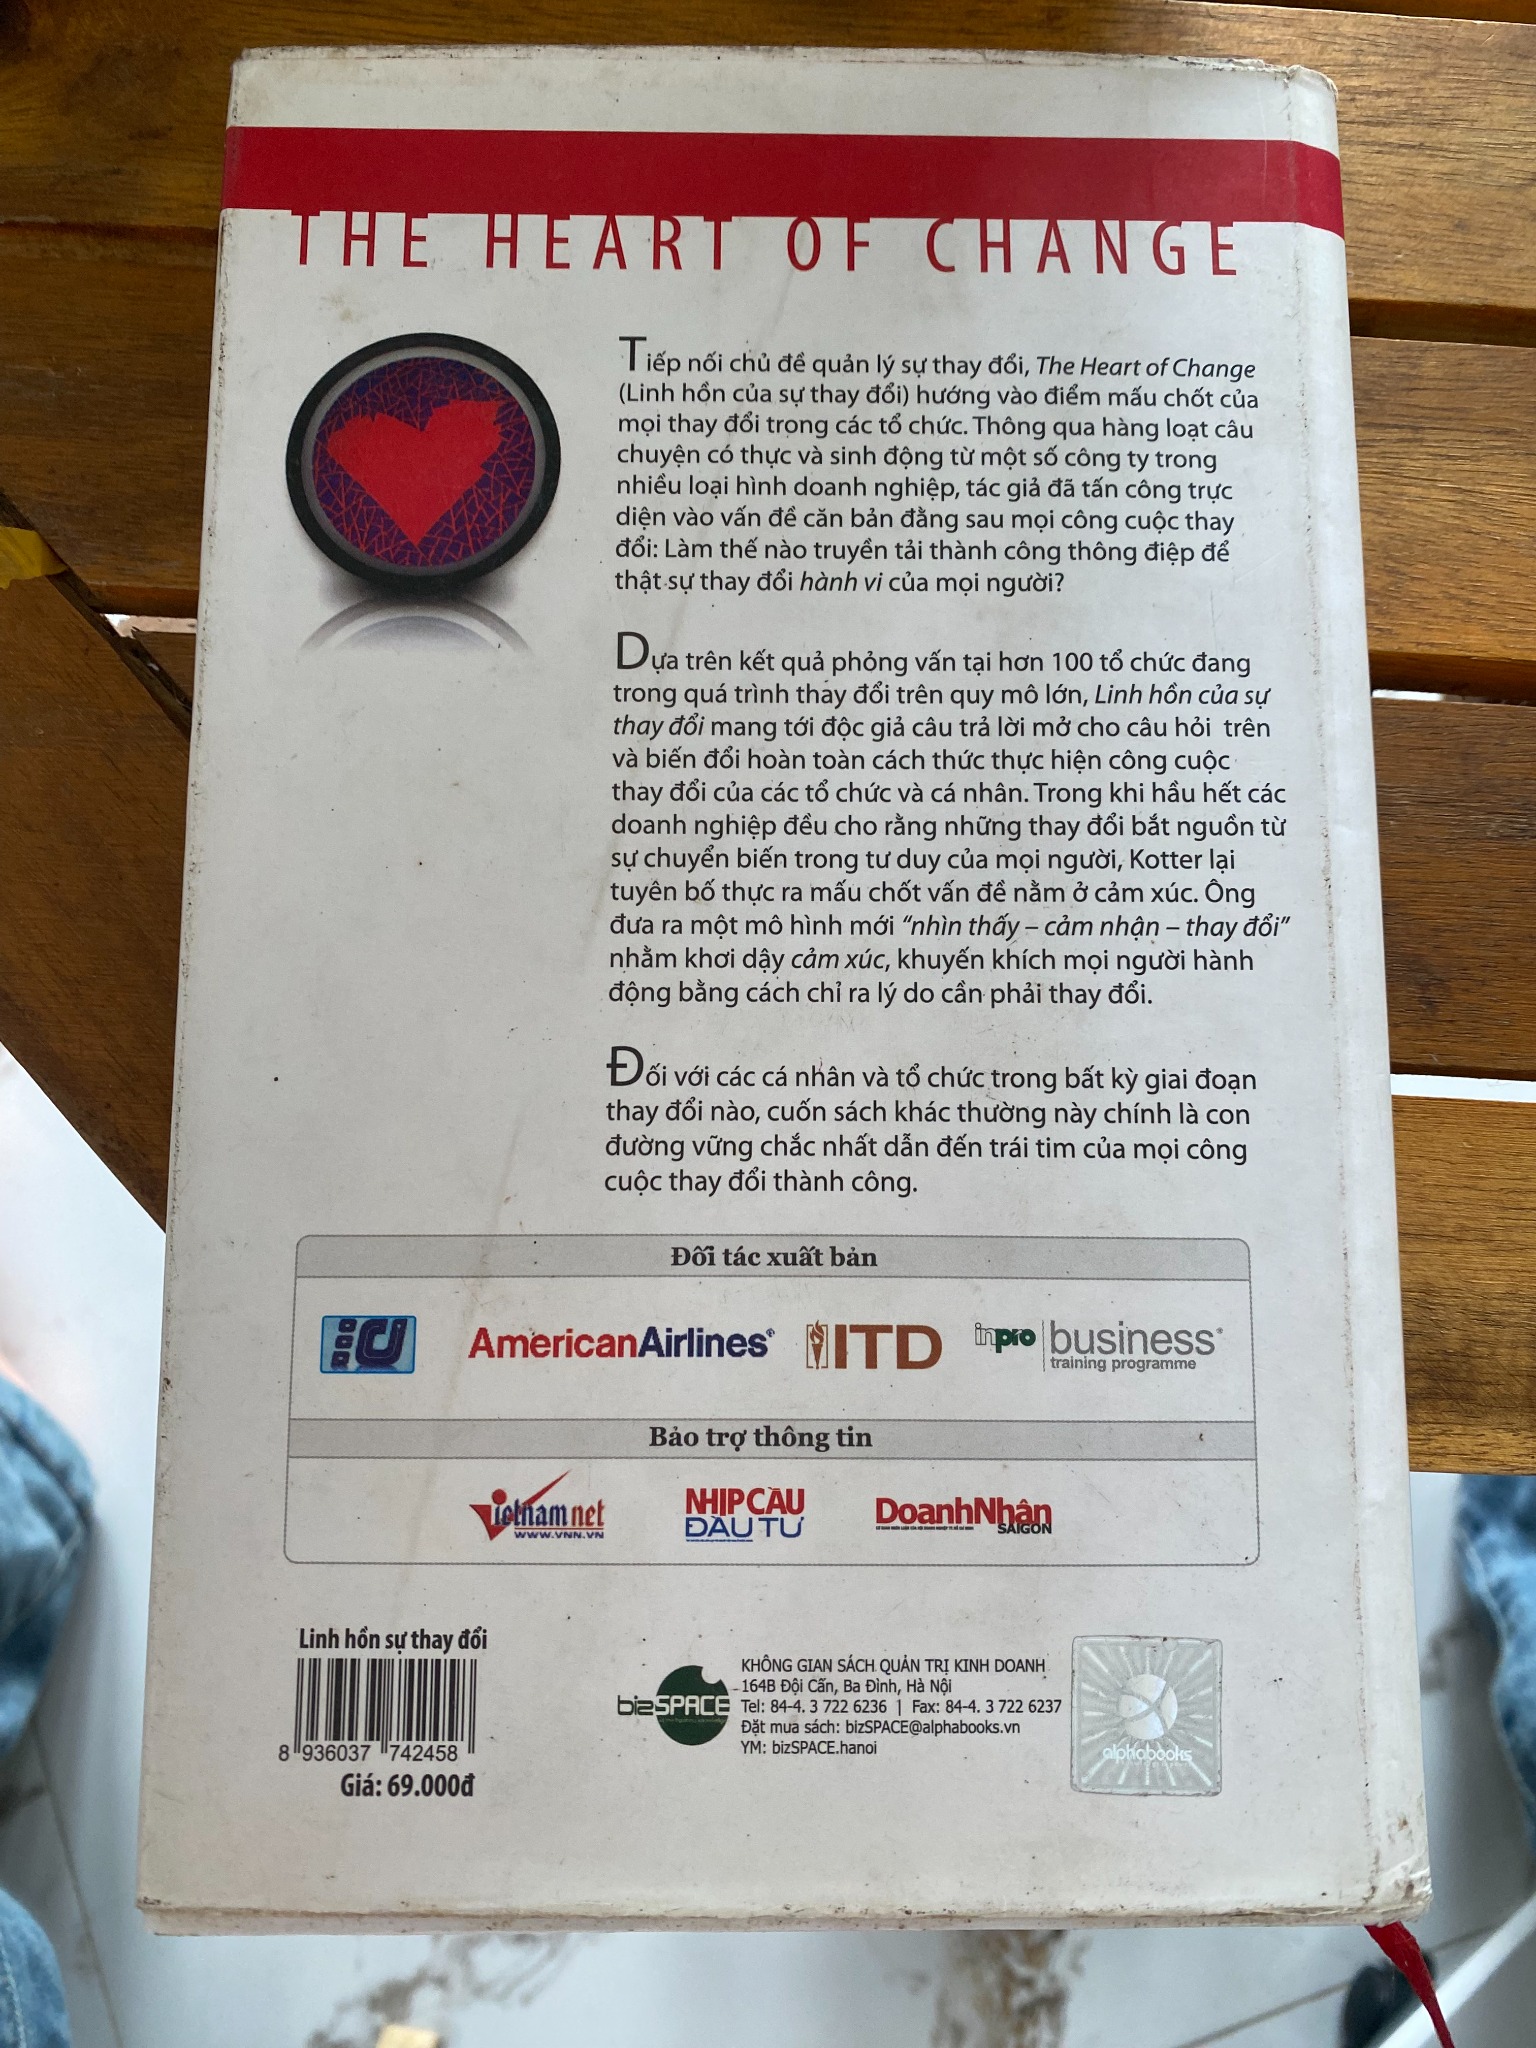 THE HEART OF CHANGE
Tiếp nối chủ đề quản lý sự thay đổi, The Heart of Change
(Linh hồn của sự thay đổi) hướng vào điểm mấu chốt của
mọi thay đổi trong các tổ chức. Thông qua hàng loạt câu
chuyện có thực và sinh động từ một số công ty trong
nhiều loại hình doanh nghiệp, tác giả đã tấn công trực
diện vào vấn đề căn bản đằng sau mọi công cuộc thay
đổi: Làm thế nào truyền tải thành công thông điệp để
thật sự thay đổi hành vi của mọi người?
Dựa trên kết quả phỏng vấn tại hơn 100 tổ chức đang
trong quá trình thay đổi trên quy mô lớn, Linh hồn của sự
thay đổi mang tới độc giả câu trả lời mở cho câu hỏi trên
và biến đổi hoàn toàn cách thức thực hiện công cuộc
thay đổi của các tổ chức và cá nhân. Trong khi hầu hết các
doanh nghiệp đều cho rằng những thay đổi bắt nguồn từ
sự chuyển biến trong tư duy của mọi người, Kotter lại
tuyên bố thực ra mấu chốt vấn đề nằm ở cảm xúc. Ông
đưa ra một mô hình mới “nhìn thấy – cảm nhận – thay đổi”
nhằm khơi dậy cảm xúc, khuyến khích mọi người hành
động bằng cách chỉ ra lý do cần phải thay đổi.
Đối với các cá nhân và tổ chức trong bất kỳ giai đoạn
thay đổi nào, cuốn sách khác thường này chính là con
đường vững chắc nhất dẫn đến trái tim của mọi công
cuộc thay đổi thành công.
Đối tác xuất bản
AmericanAirlines® ITD inpro business®
training programme
Bảo trợ thông tin
Vietnamnet NHỊP CẦU DoanhNhân
WWW.VNN.VN ĐẦU TƯ SAIGON
Linh hồn sự thay đổi
8 936037 742458
Giá: 69.000đ
bizSPACE
KHÔNG GIAN SÁCH QUẢN TRỊ KINH DOANH
164B Đội Cấn, Ba Đình, Hà Nội
Tel: 84-4. 3 722 6236 | Fax: 84-4. 3 722 6237
Đặt mua sách: bizSPACE@alphabooks.vn
YM: bizSPACE.hanoi
alphabooks